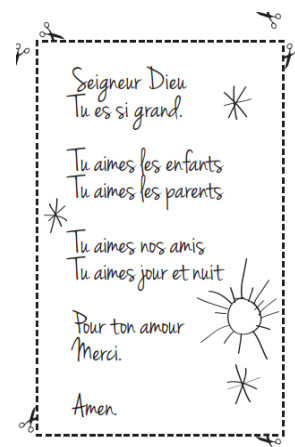 Seigneur Dieu
Tu es si grand.
Tu aimes les enfants
Tu aimes les parents
Tu aimes nos amis
Tu aimes jour et nuit
Pour ton amour
Merci.
Amen.